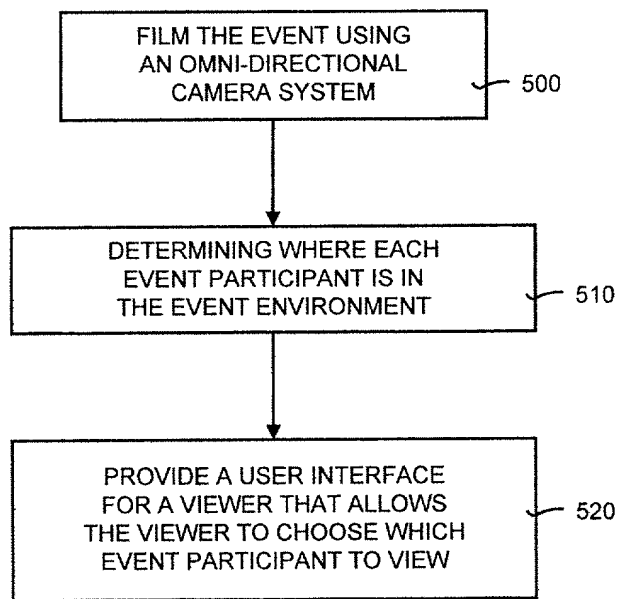 FILM THE EVENT USING
AN OMNI-DIRECTIONAL
CAMERA SYSTEM
500
DETERMINING WHERE EACH
EVENT PARTICIPANT IS IN
THE EVENT ENVIRONMENT
510
PROVIDE A USER INTERFACE
FOR A VIEWER THAT ALLOWS
THE VIEWER TO CHOOSE WHICH
EVENT PARTICIPANT TO VIEW
520